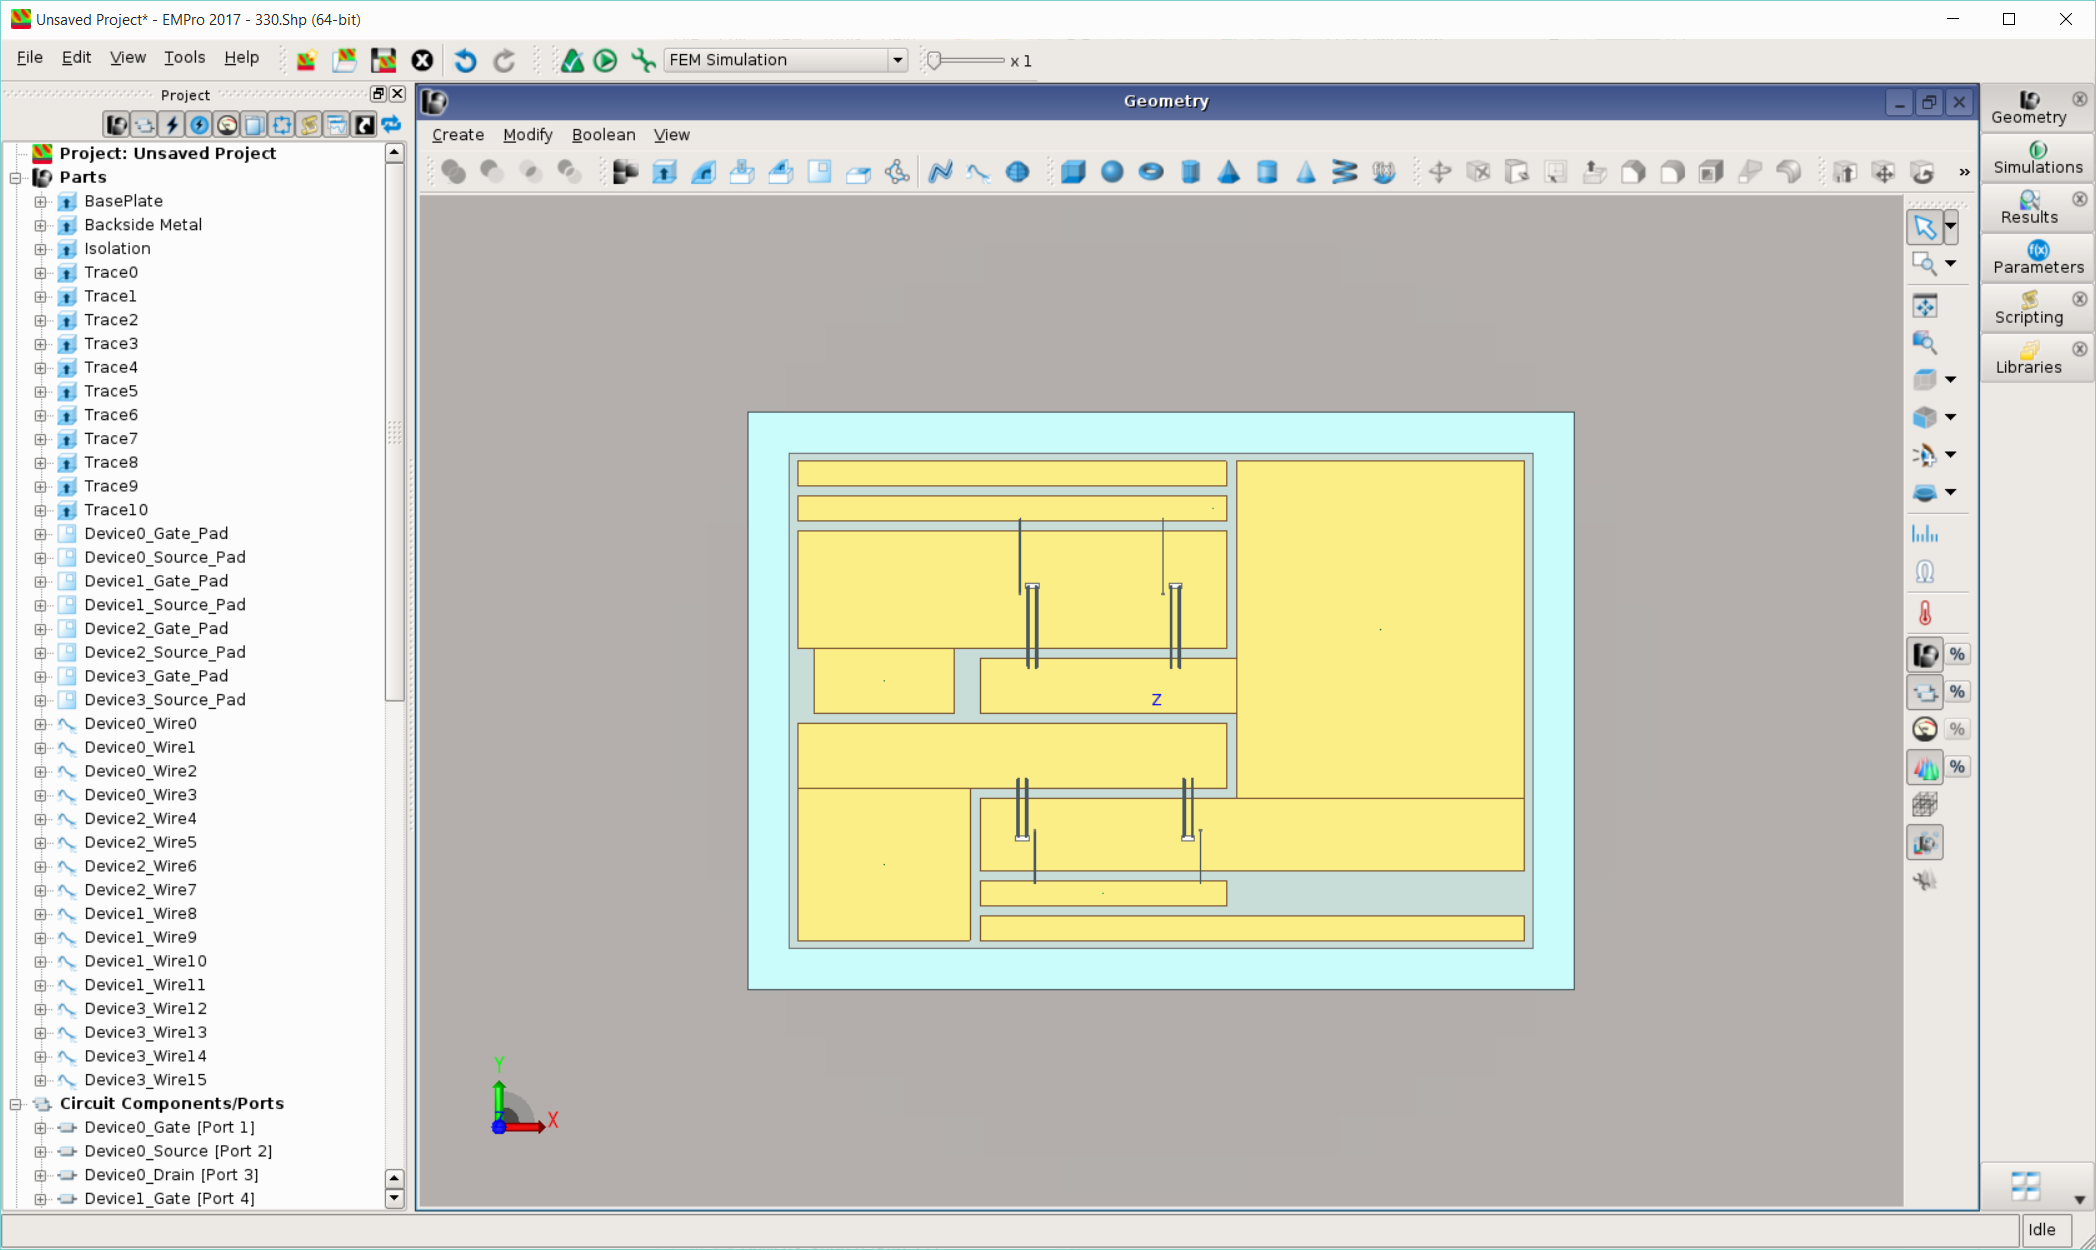 Unsaved Project* - EMPro 2017 - 330.Shp (64-bit)
File Edit View Tools Help
FEM Simulation
x 1
Project
Project: Unsaved Project
Parts
BasePlate
Backside Metal
Isolation
Trace0
Trace1
Trace2
Trace3
Trace4
Trace5
Trace6
Trace7
Trace8
Trace9
Trace10
Device0_Gate_Pad
Device0_Source_Pad
Device1_Gate_Pad
Device1_Source_Pad
Device2_Gate_Pad
Device2_Source_Pad
Device3_Gate_Pad
Device3_Source_Pad
Device0_Wire0
Device0_Wire1
Device0_Wire2
Device0_Wire3
Device2_Wire4
Device2_Wire5
Device2_Wire6
Device2_Wire7
Device1_Wire8
Device1_Wire9
Device1_Wire10
Device1_Wire11
Device3_Wire12
Device3_Wire13
Device3_Wire14
Device3_Wire15
Circuit Components/Ports
Device0_Gate [Port 1]
Device0_Source [Port 2]
Device0_Drain [Port 3]
Device1_Gate [Port 4]
Geometry
Create Modify Boolean View
»
Z
Y
Z
X
%
%
%
%
Geometry
Simulations
Results
f(x)
Parameters
Scripting
Libraries
Idle